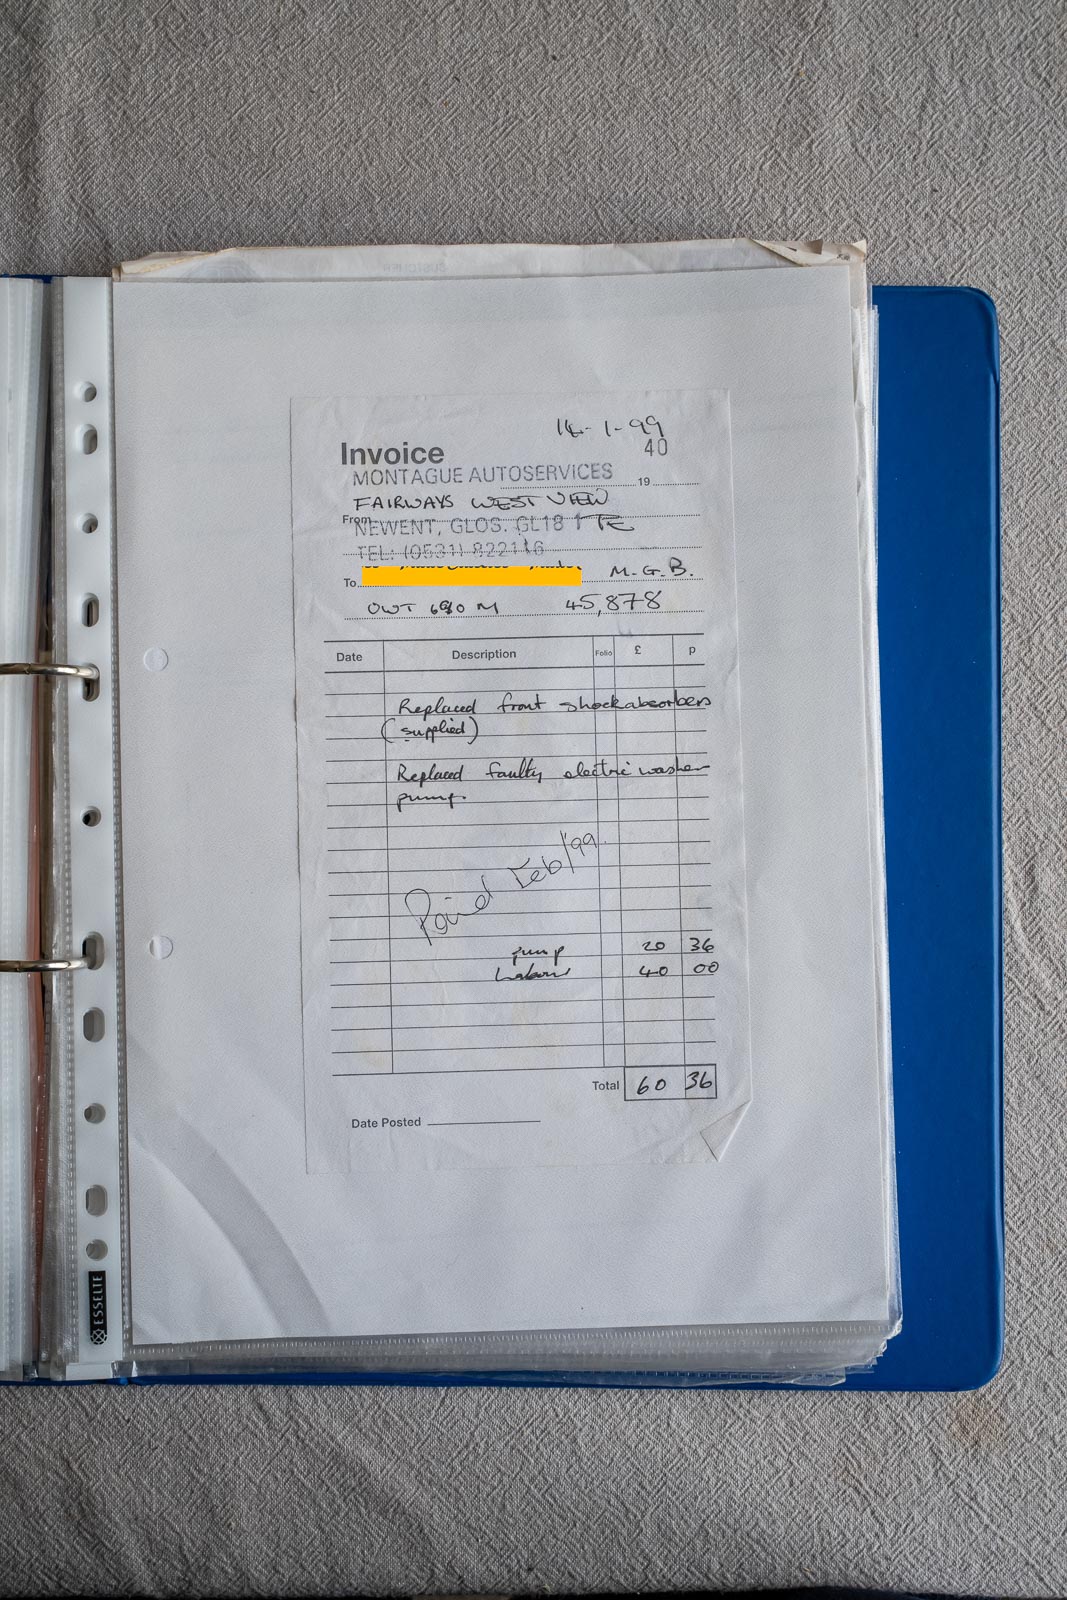 14-1-99
Invoice 40
MONTAGUE AUTOSERVICES
19
FAIRWAYS WEST VIEW
From NEWENT, GLOS. GL18 1TE
TEL: (0531) 822116
To M.G.B.
OWT 690 M 45,878
Date Description Folio £ p
Replaced front shockabsorbers
(supplied)
Replaced faulty electric washer
pump.
Paid Feb/'99.
pump 20 36
Labour 40 00
Total 60 36
Date Posted
ESSELTE